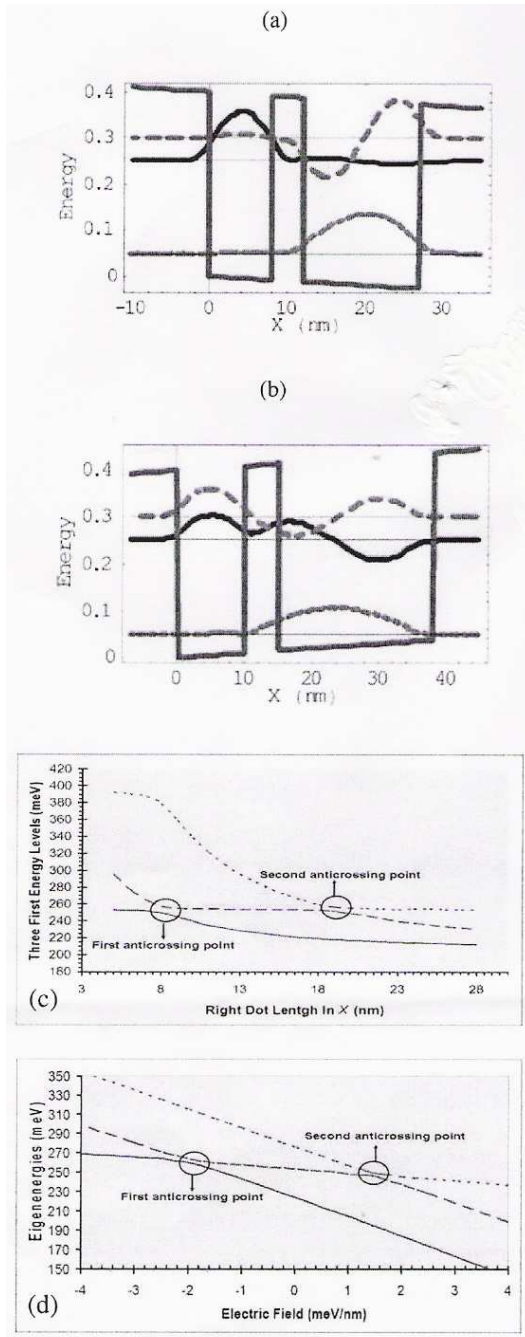 (a)
0.4
0.3
0.2
0.1
0
Energy
-10 0 10 20 30
X (nm)
(b)
0.4
0.3
0.2
0.1
0
Energy
0 10 20 30 40
X (nm)
420
400
380
360
340
320
300
280
260
240
220
200
180
Three First Energy Levels (meV)
Second anticrossing point
First anticrossing point
3 8 13 18 23 28
(c)
Right Dot Lentgh In X (nm)
350
330
310
290
270
250
230
210
190
170
150
Eigenenergies (meV)
Second anticrossing point
First anticrossing point
-4 -3 -2 -1 0 1 2 3 4
(d)
Electric Field (meV/nm)